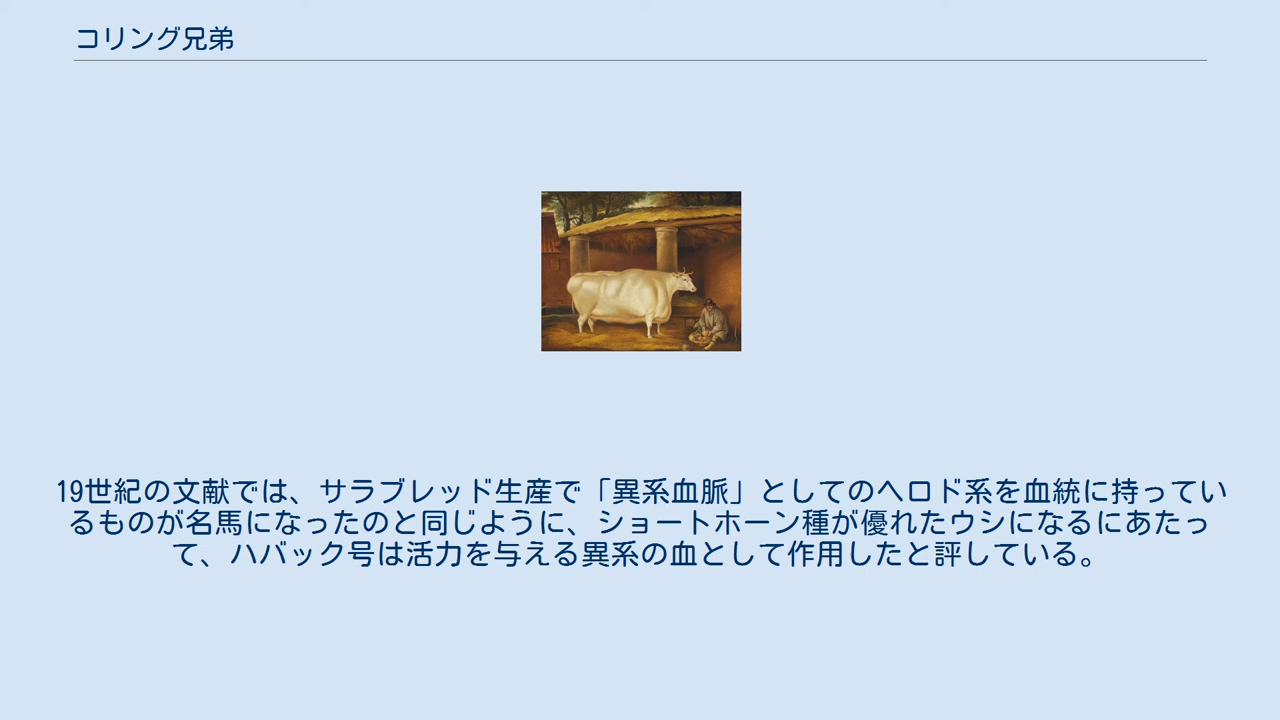 コリング兄弟
19世紀の文献では、サラブレッド生産で「異系血脈」としてのヘロド系を血統に持ってい
るものが名馬になったのと同じように、ショートホーン種が優れたウシになるにあたっ
て、ハバック号は活力を与える異系の血として作用したと評している。